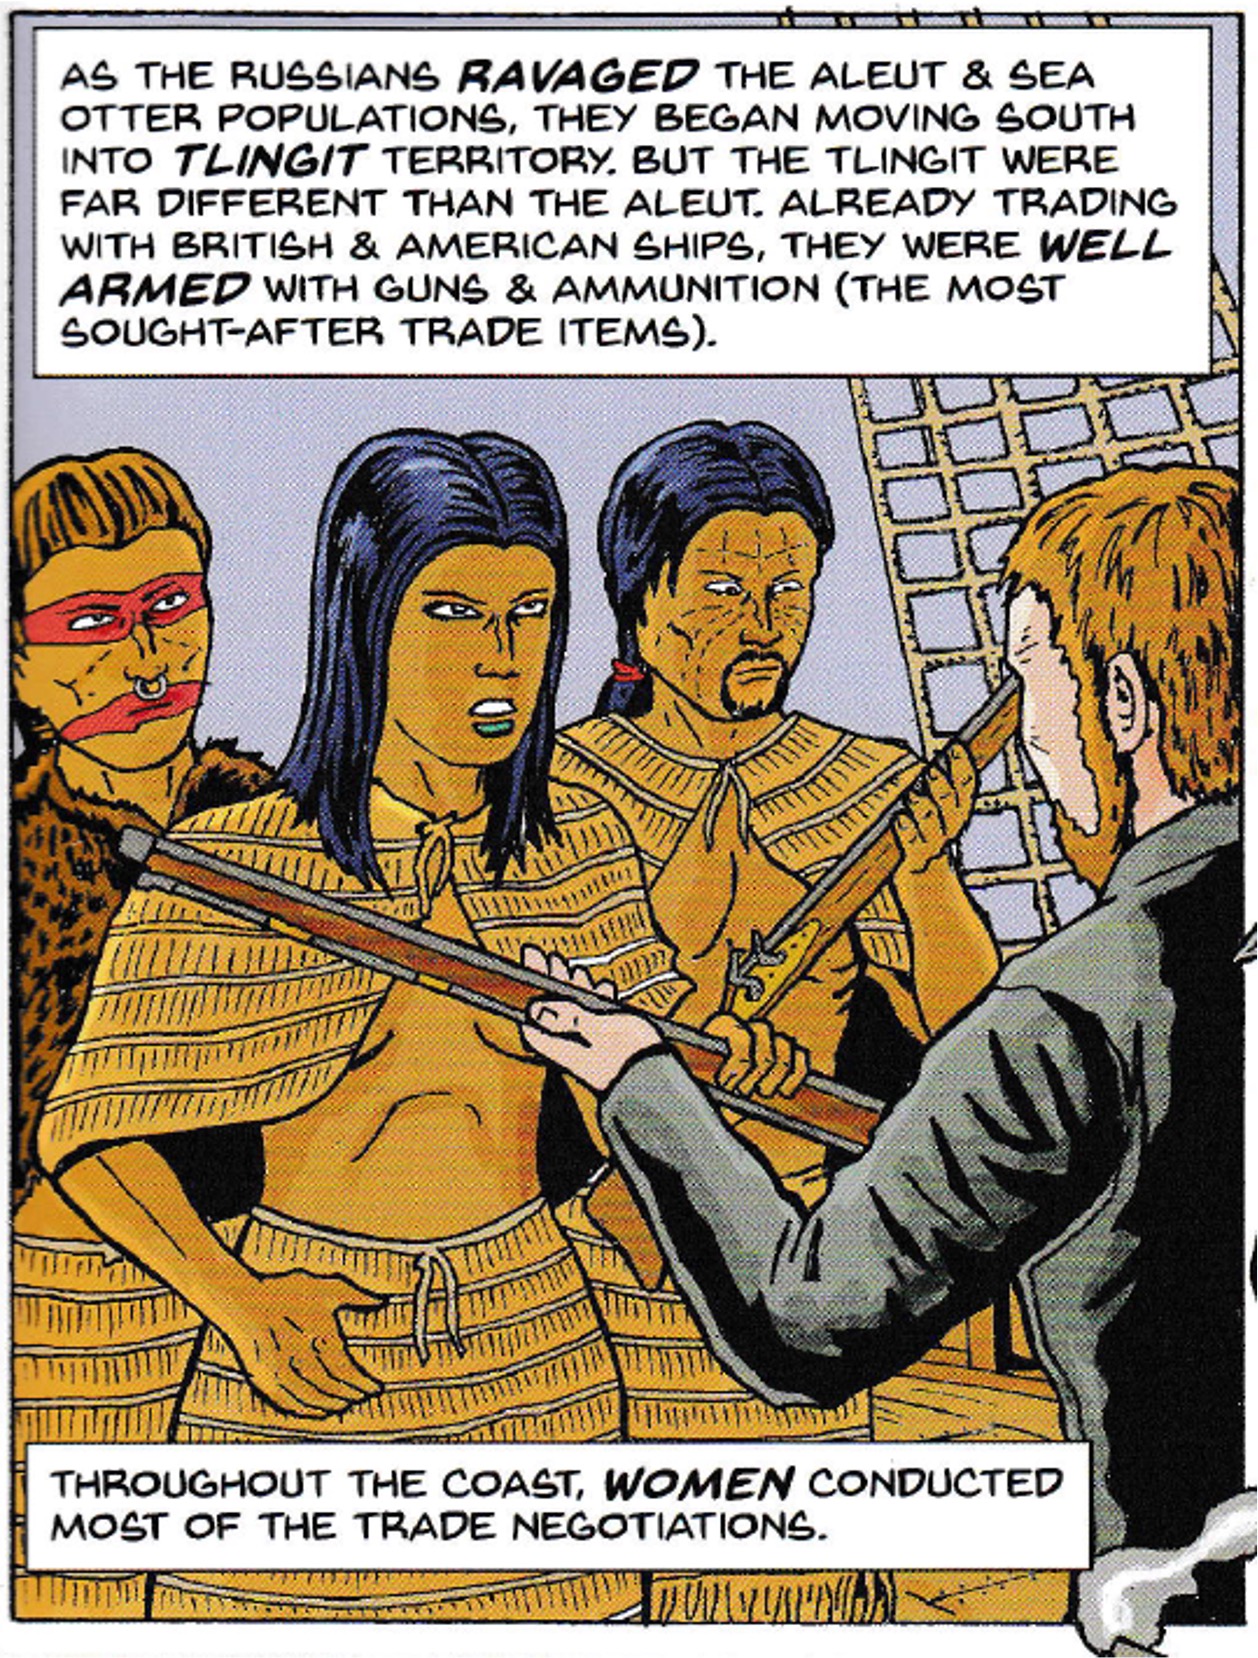 AS THE RUSSIANS RAVAGED THE ALEUT & SEA
OTTER POPULATIONS, THEY BEGAN MOVING SOUTH
INTO TLINGIT TERRITORY. BUT THE TLINGIT WERE
FAR DIFFERENT THAN THE ALEUT. ALREADY TRADING
WITH BRITISH & AMERICAN SHIPS, THEY WERE WELL
ARMED WITH GUNS & AMMUNITION (THE MOST
SOUGHT-AFTER TRADE ITEMS).
THROUGHOUT THE COAST, WOMEN CONDUCTED
MOST OF THE TRADE NEGOTIATIONS.